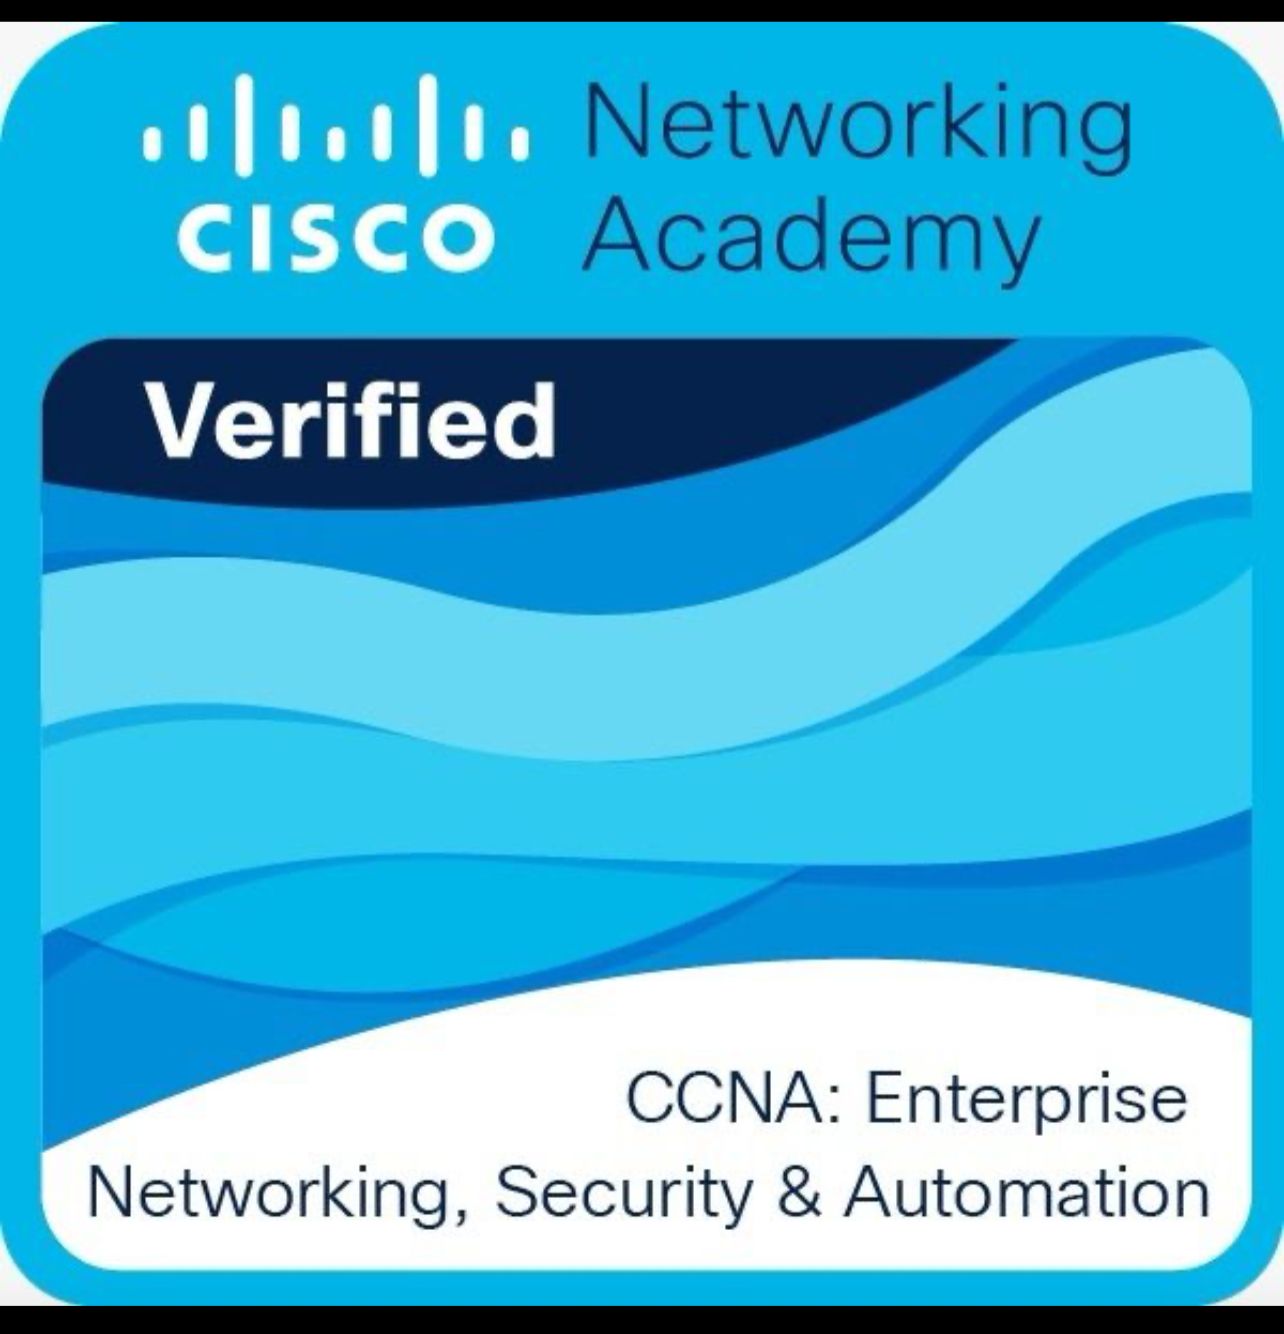 CISCO
Networking
Academy
Verified
CCNA: Enterprise
Networking, Security & Automation